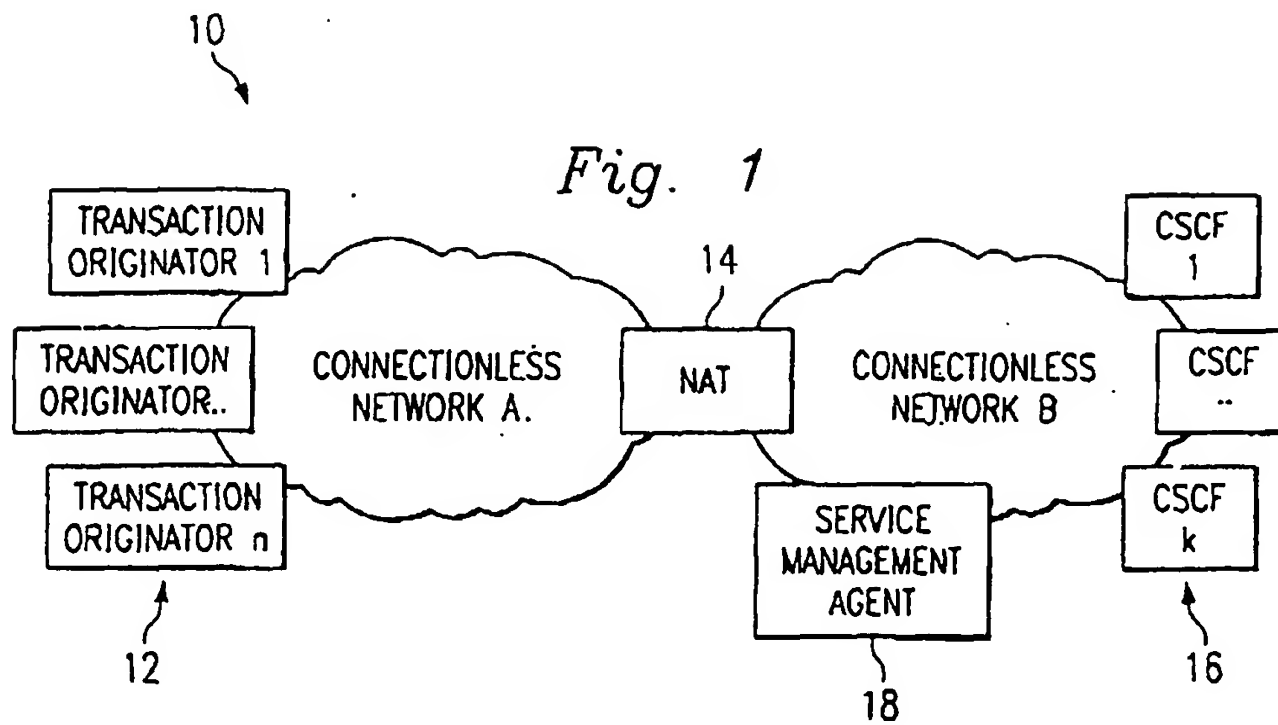 10
Fig. 1
TRANSACTION
ORIGINATOR 1
TRANSACTION
ORIGINATOR..
TRANSACTION
ORIGINATOR n
12
CONNECTIONLESS
NETWORK A.
14
NAT
CONNECTIONLESS
NETWORK B
SERVICE
MANAGEMENT
AGENT
18
CSCF
1
CSCF
..
CSCF
k
16